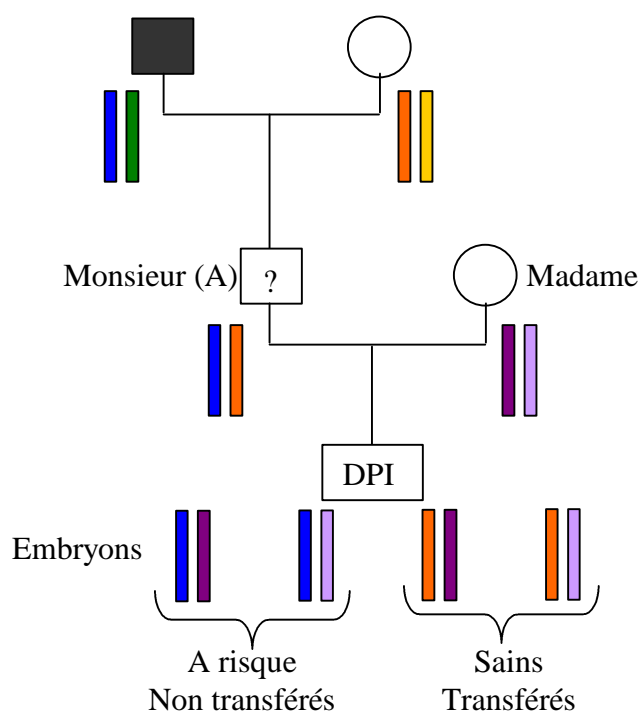 Monsieur (A)
?
Madame
DPI
Embryons
A risque
Non transférés
Sains
Transférés